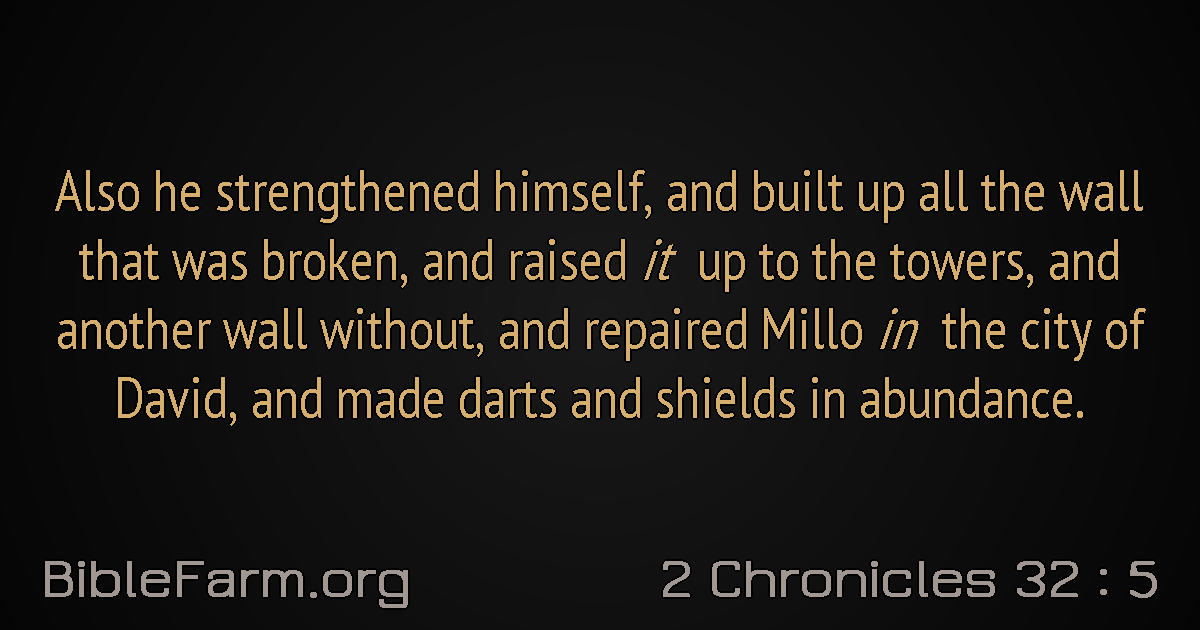 Also he strengthened himself, and built up all the wall
that was broken, and raised it up to the towers, and
another wall without, and repaired Millo in the city of
David, and made darts and shields in abundance.
BibleFarm.org
2 Chronicles 32 : 5